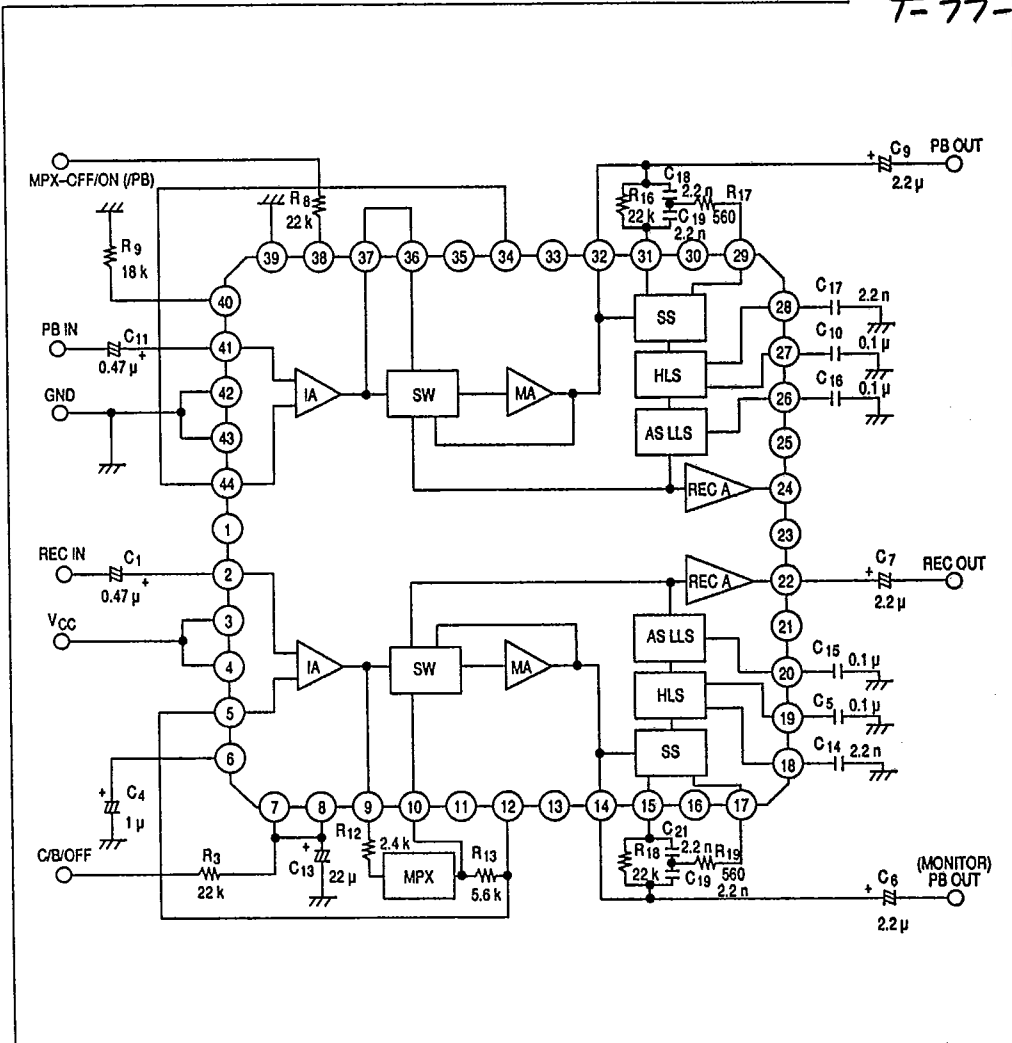 T-77-
C9
PB OUT
2.2 µ
MPX-OFF/ON (/PB)
R8
22 k
R9
18 k
C18
2.2 n
R16
22 k
C19
2.2 n
R17
560
39
38
37
36
35
34
33
32
31
30
29
40
PB IN
C11
0.47 µ
41
GND
42
43
44
IA
SW
MA
SS
HLS
AS LLS
REC A
28
C17
2.2 n
27
C10
0.1 µ
26
C16
0.1 µ
25
24
1
23
REC IN
C1
0.47 µ
2
VCC
3
4
5
6
IA
SW
MA
REC A
AS LLS
HLS
SS
22
C7
REC OUT
2.2 µ
21
20
C15
0.1 µ
19
C5
0.1 µ
18
C14
2.2 n
C4
1 µ
7
8
9
10
11
12
13
14
15
16
17
C/B/OFF
R3
22 k
C13
22 µ
R12
2.4 k
MPX
R13
5.6 k
R18
22 k
C21
2.2 n
C19
2.2 n
R19
560
C6
2.2 µ
(MONITOR)
PB OUT